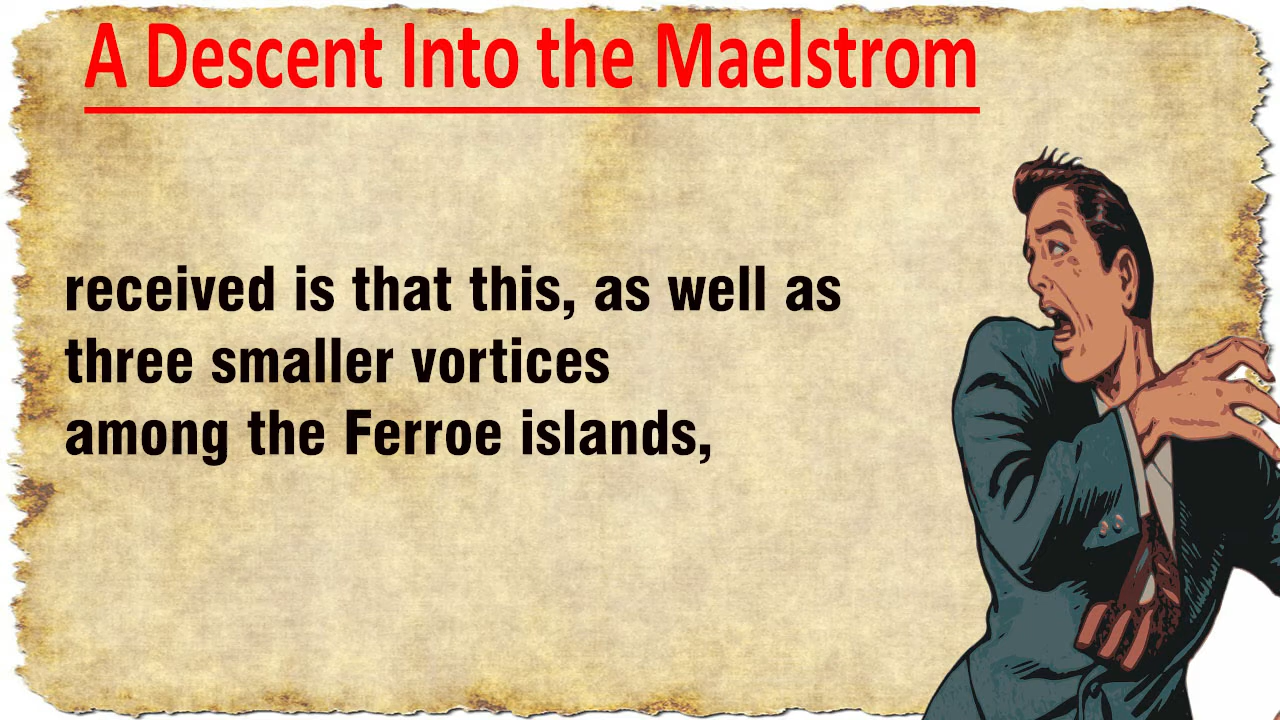 A Descent Into the Maelstrom
received is that this, as well as
three smaller vortices
among the Ferroe islands,